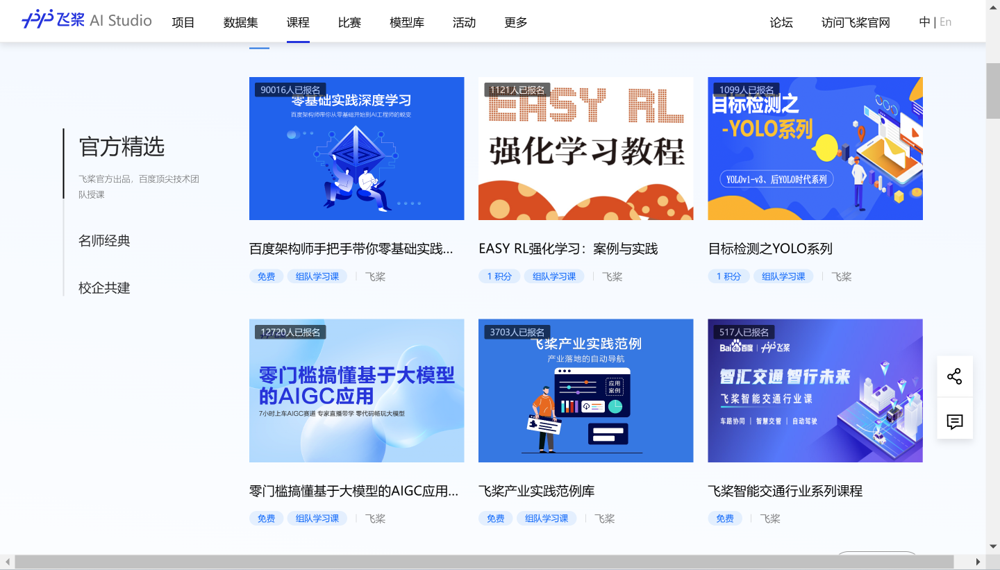 飞桨 AI Studio 项目 数据集 课程 比赛 模型库 活动 更多 论坛 访问飞桨官网 中 | En
官方精选
飞桨官方出品，百度顶尖技术团
队授课
名师经典
校企共建
90016人已报名
零基础实践深度学习
百度架构师带你从零基础开始到AI工程师的蜕变
百度架构师手把手带你零基础实践...
免费 组队学习课 飞桨
1121人已报名
EASY RL
强化学习教程
EASY RL强化学习：案例与实践
1 积分 组队学习课 飞桨
1099人已报名
目标检测之
-YOLO系列
YOLOv1-v3、后YOLO时代系列
目标检测之YOLO系列
1 积分 组队学习课 飞桨
12720人已报名
零门槛搞懂基于大模型
的AIGC应用
7小时上车AIGC赛道 专家直播带学 零代码畅玩大模型
零门槛搞懂基于大模型的AIGC应用...
免费 组队学习课 飞桨
3703人已报名
飞桨产业实践范例
产业落地的自动导航
应用
案例
飞桨产业实践范例库
免费 组队学习课 飞桨
517人已报名
Bai百度 飞桨
智汇交通 智行未来
飞桨智能交通行业课
车路协同 | 智慧交管 | 自动驾驶
飞桨智能交通行业系列课程
免费 飞桨